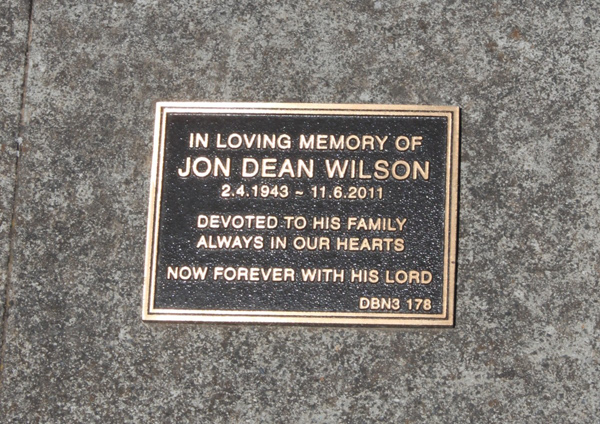 IN LOVING MEMORY OF
JON DEAN WILSON
2.4.1943 ~ 11.6.2011
DEVOTED TO HIS FAMILY
ALWAYS IN OUR HEARTS
NOW FOREVER WITH HIS LORD
DBN3 178